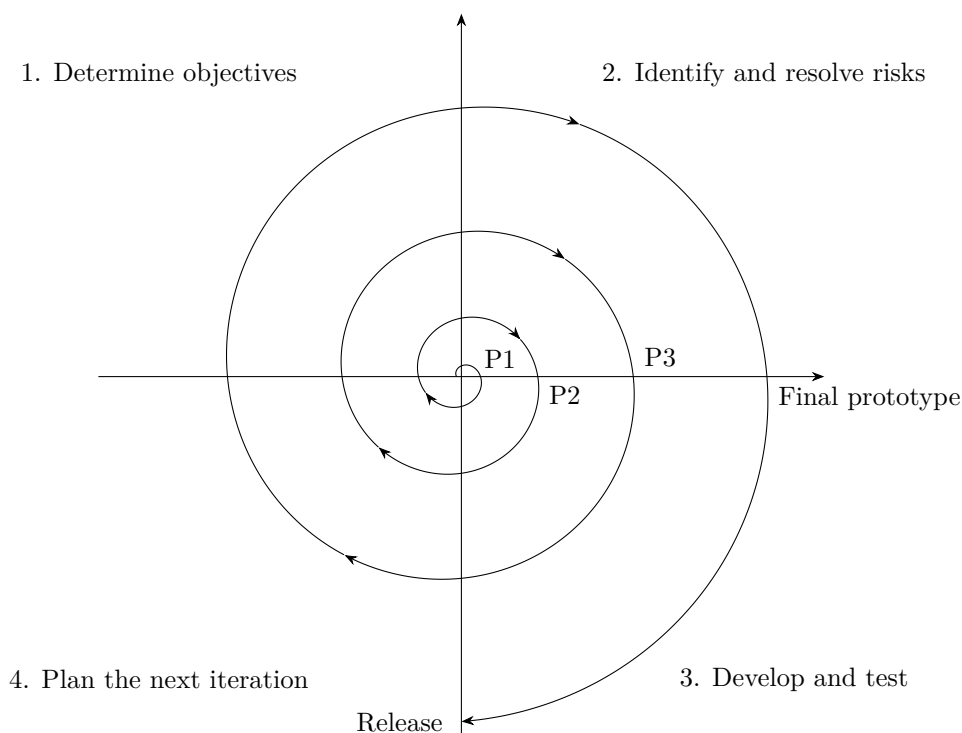 1. Determine objectives
2. Identify and resolve risks
P1
P3
P2
Final prototype
4. Plan the next iteration
3. Develop and test
Release